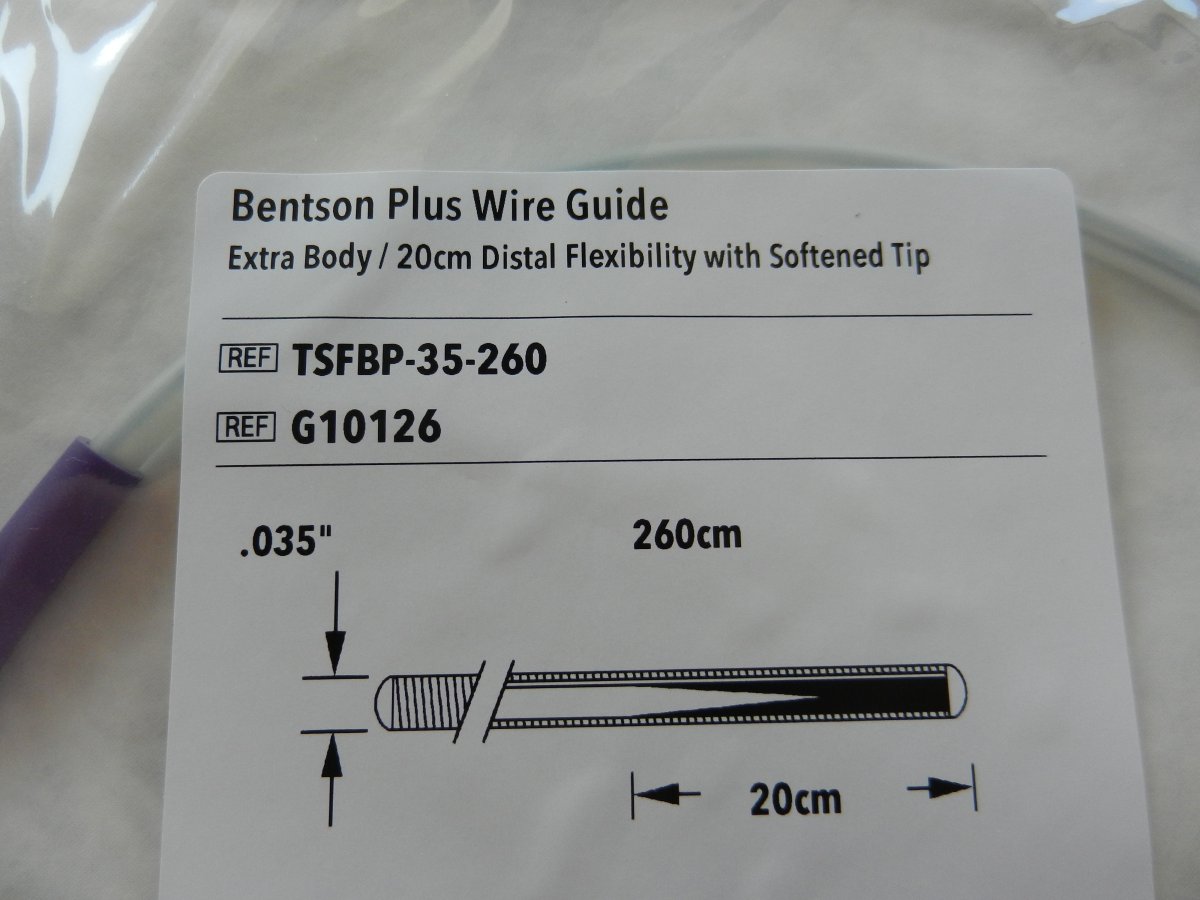 Bentson Plus Wire Guide
Extra Body / 20cm Distal Flexibility with Softened Tip
REF TSFBP-35-260
REF G10126
.035" 260cm
20cm